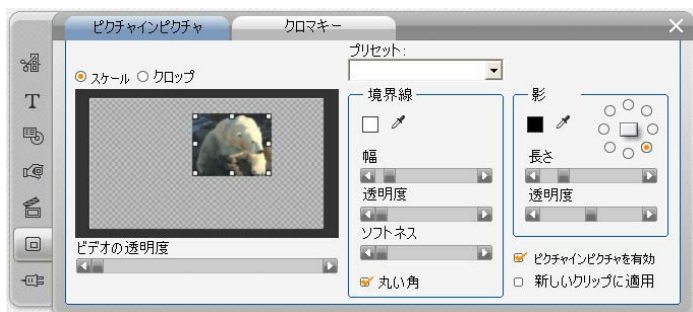 ピクチャインピクチャ
クロマキー
プリセット:
スケール
クロップ
ビデオの透明度
境界線
幅
透明度
ソフトネス
丸い角
影
長さ
透明度
ピクチャインピクチャを有効
新しいクリップに適用